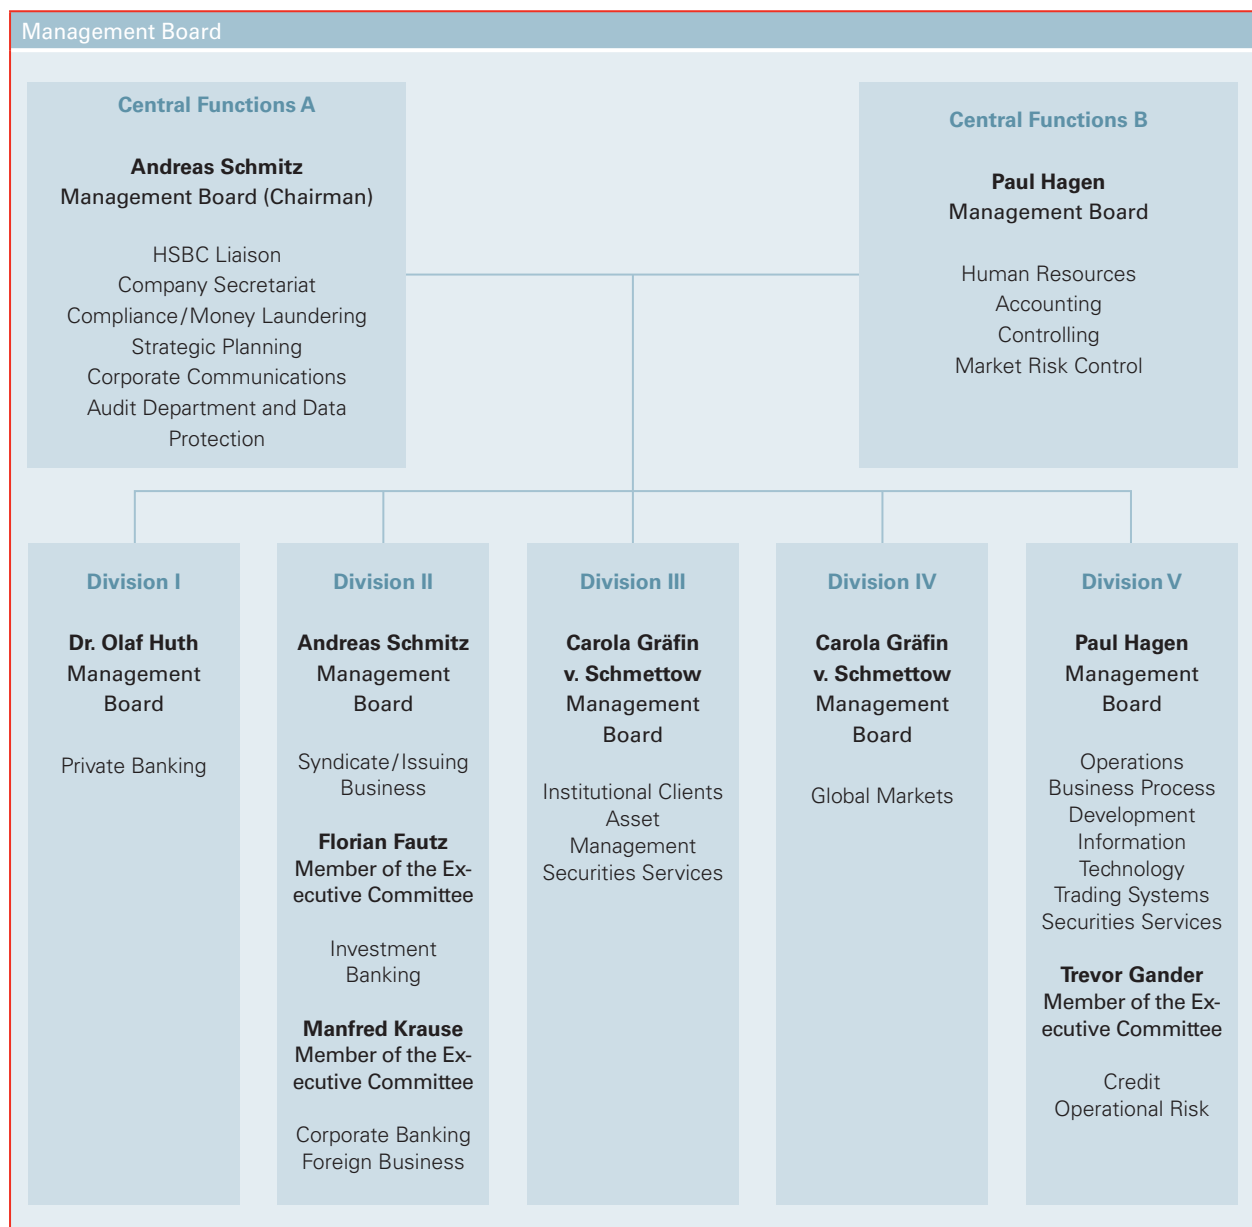 Management Board
Central Functions A
Andreas Schmitz
Management Board (Chairman)
HSBC Liaison
Company Secretariat
Compliance/Money Laundering
Strategic Planning
Corporate Communications
Audit Department and Data
Protection
Central Functions B
Paul Hagen
Management Board
Human Resources
Accounting
Controlling
Market Risk Control
Division I
Dr. Olaf Huth
Management
Board
Private Banking
Division II
Andreas Schmitz
Management
Board
Syndicate/Issuing
Business
Florian Fautz
Member of the Ex-
ecutive Committee
Investment
Banking
Manfred Krause
Member of the Ex-
ecutive Committee
Corporate Banking
Foreign Business
Division III
Carola Gräfin
v. Schmettow
Management
Board
Institutional Clients
Asset
Management
Securities Services
Division IV
Carola Gräfin
v. Schmettow
Management
Board
Global Markets
Division V
Paul Hagen
Management
Board
Operations
Business Process
Development
Information
Technology
Trading Systems
Securities Services
Trevor Gander
Member of the Ex-
ecutive Committee
Credit
Operational Risk